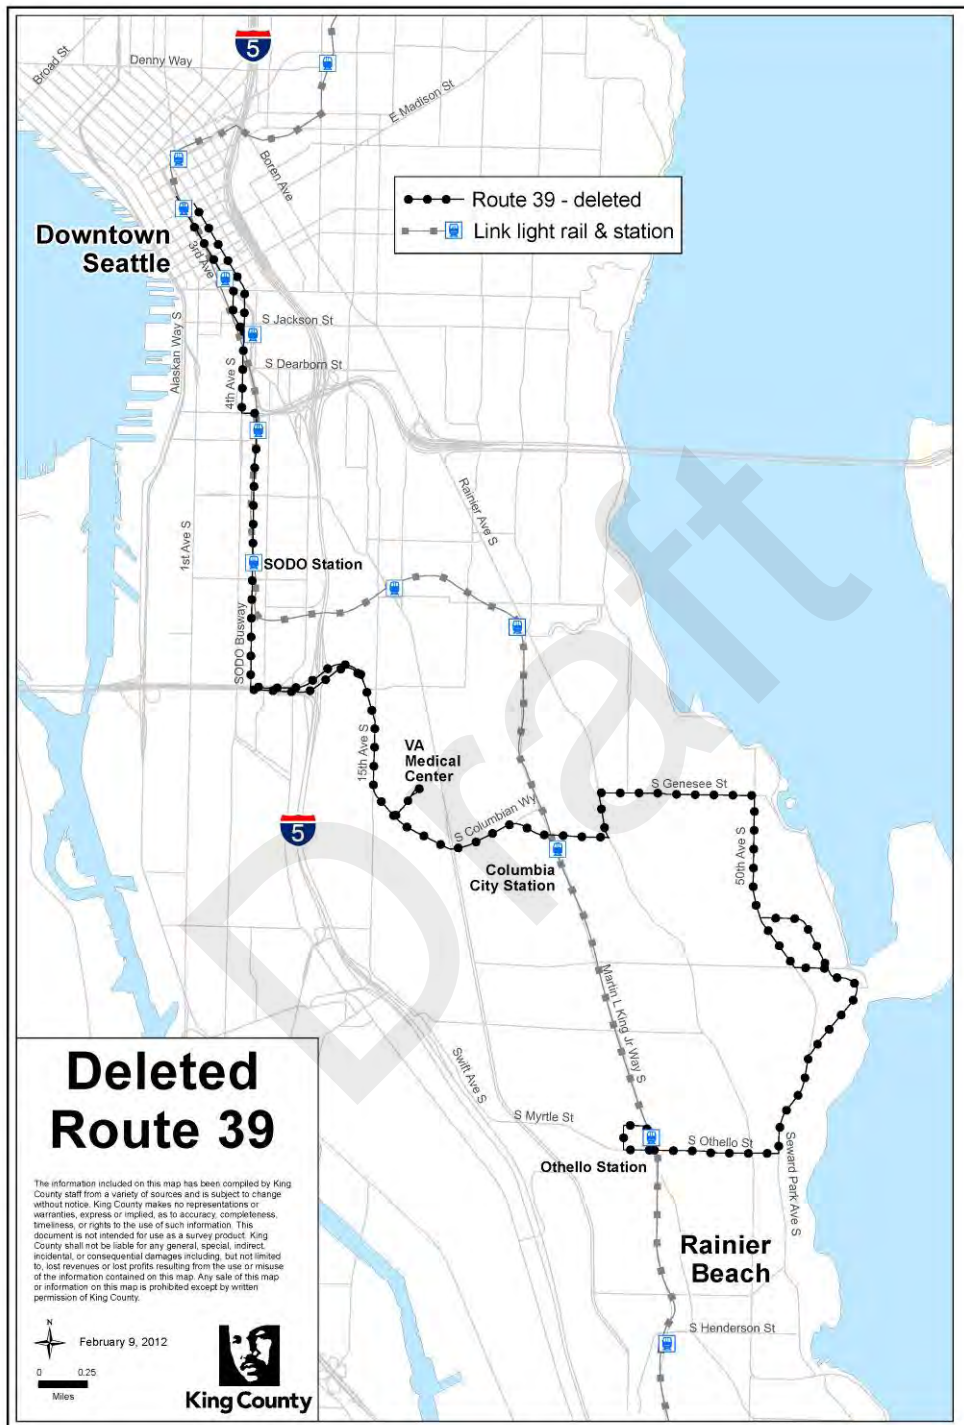 5
Broad St
Denny Way
E Madison St
Boren Ave
Route 39 - deleted
Link light rail & station
Downtown
Seattle
3rd Ave
Alaskan Way S
S Jackson St
4th Ave S
S Dearborn St
Rainier Ave S
1st Ave S
SODO Station
SODO Busway
15th Ave S
VA
Medical
Center
S Genesee St
S Columbian Wy
5
50th Ave S
Columbia
City Station
Martin L King Jr Way S
Swift Ave S
S Myrtle St
S Othello St
Othello Station
Seward Park Ave S
Rainier
Beach
S Henderson St
Draft
Deleted
Route 39
The information included on this map has been compiled by King
County staff from a variety of sources and is subject to change
without notice. King County makes no representations or
warranties, express or implied, as to accuracy, completeness,
timeliness, or rights to the use of such information. This
document is not intended for use as a survey product. King
County shall not be liable for any general, special, indirect,
incidental, or consequential damages including, but not limited
to, lost revenues or lost profits resulting from the use or misuse
of the information contained on this map. Any sale of this map
or information on this map is prohibited except by written
permission of King County.
N
February 9, 2012
0 0.25
Miles
King County